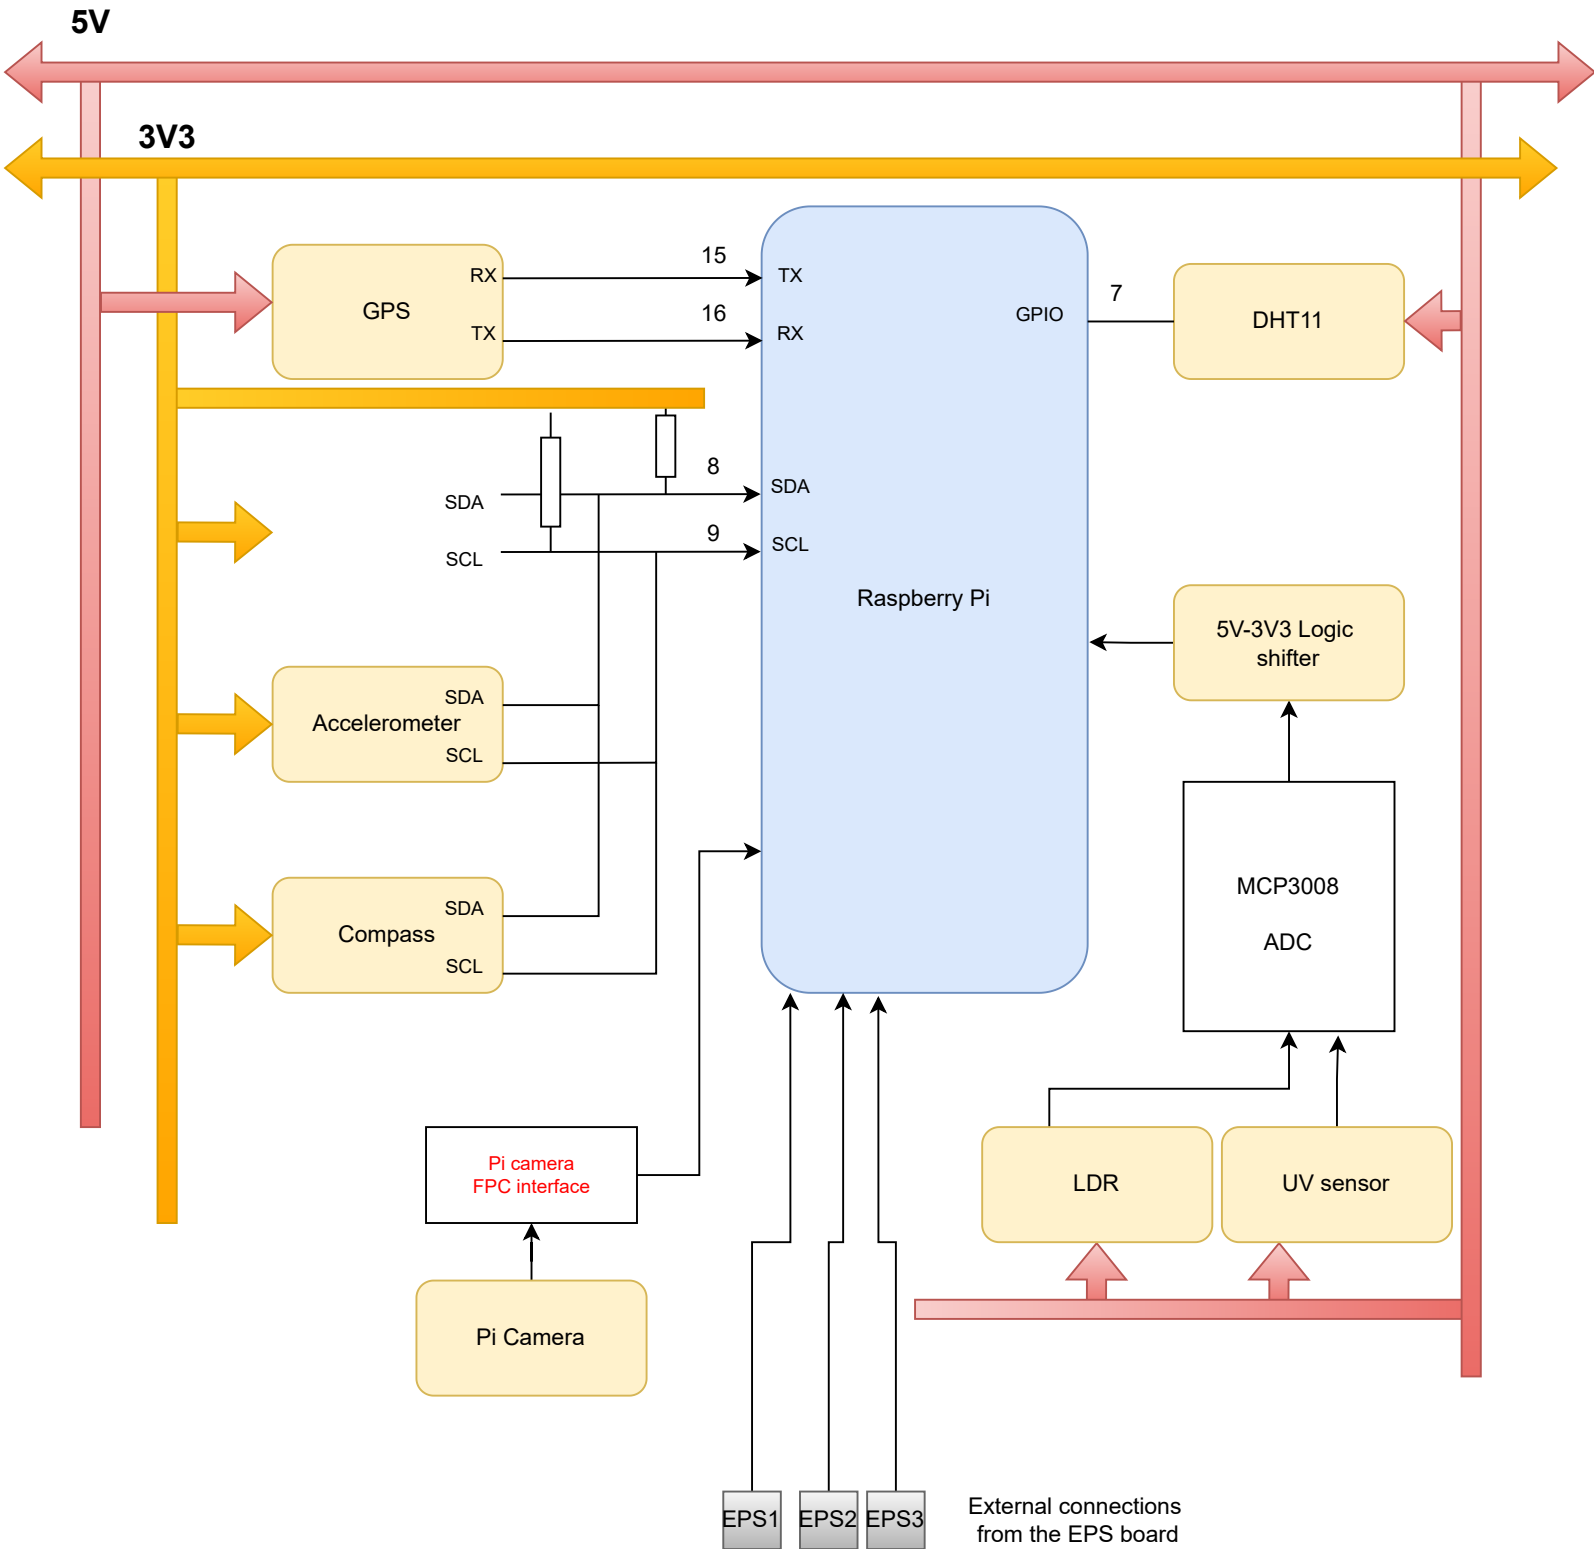 5V
3V3
15
RX
TX
GPS
16
TX
RX
7
GPIO
DHT11
8
SDA
SDA
9
SCL
SCL
Raspberry Pi
5V-3V3 Logic
shifter
SDA
Accelerometer
SCL
MCP3008
ADC
SDA
Compass
SCL
Pi camera
FPC interface
LDR
UV sensor
Pi Camera
EPS1
EPS2
EPS3
External connections
from the EPS board